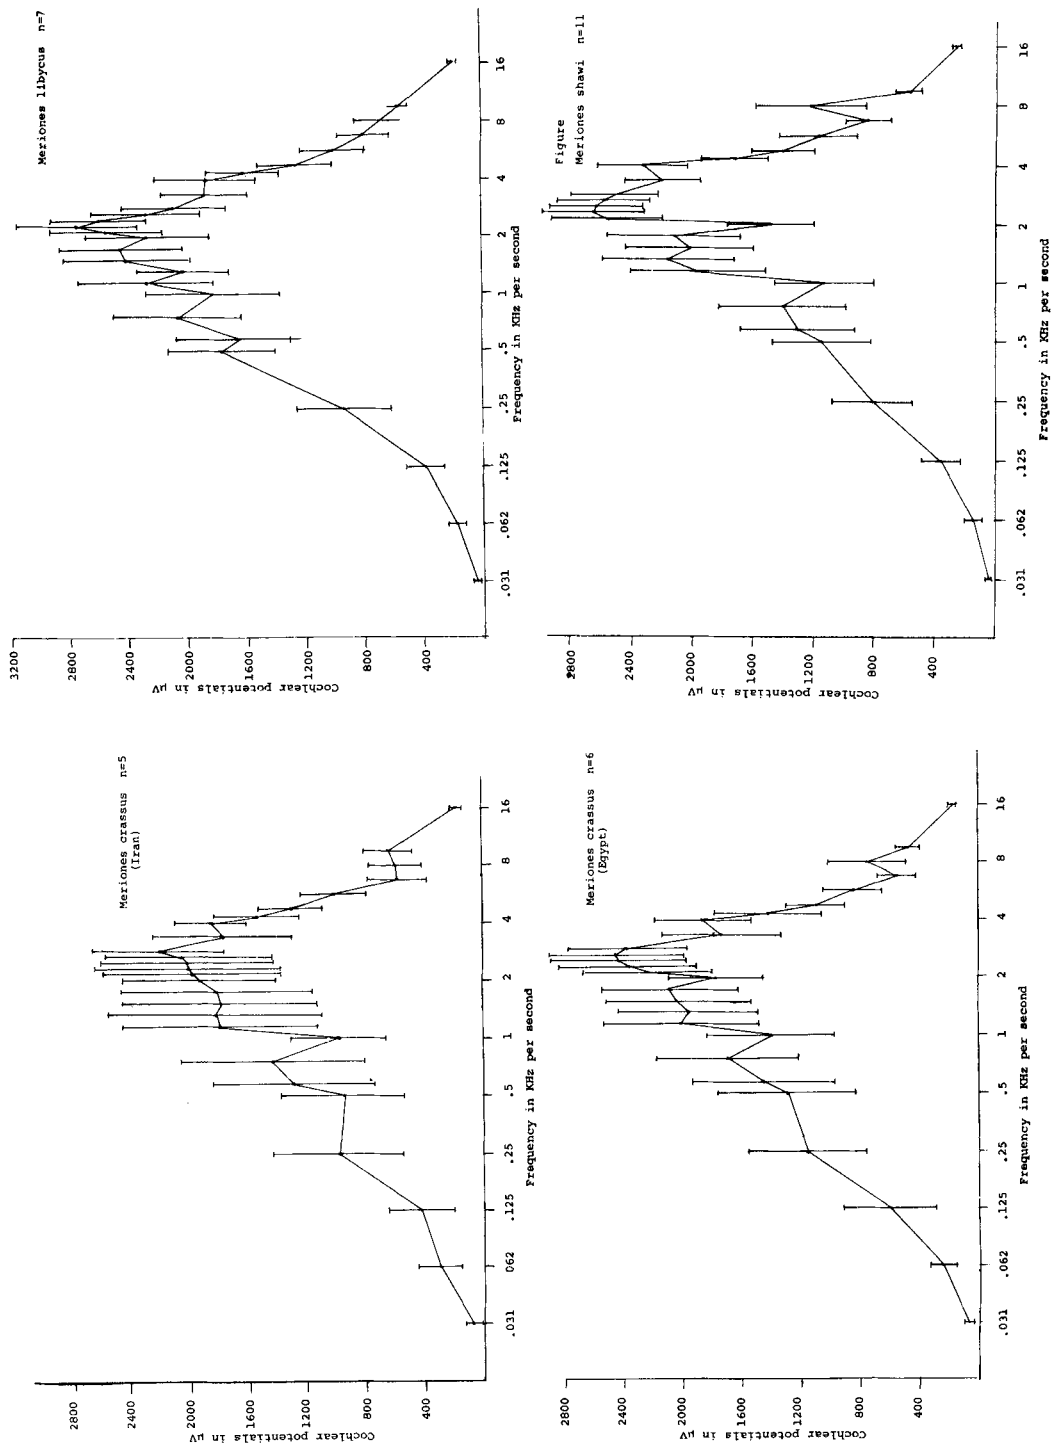 Meriones crassus n=5
(Iran)
Cochlear potentials in µV
2800
2400
2000
1600
1200
800
400
.031 062 .125 .25 .5 1 2 4 8 16
Frequency in KHz per second
Meriones libycus n=7
Cochlear potentials in µV
3200
2800
2400
2000
1600
1200
800
400
.031 .062 .125 .25 .5 1 2 4 8 16
Frequency in KHz per second
Meriones crassus n=6
(Egypt)
Cochlear potentials in µV
2800
2400
2000
1600
1200
800
400
.031 .062 .125 .25 .5 1 2 4 8 16
Frequency in KHz per second
Figure
Meriones shawi n=11
Cochlear potentials in µV
2800
2400
2000
1600
1200
800
400
.031 .062 .125 .25 .5 1 2 4 8 16
Frequency in KHz per second